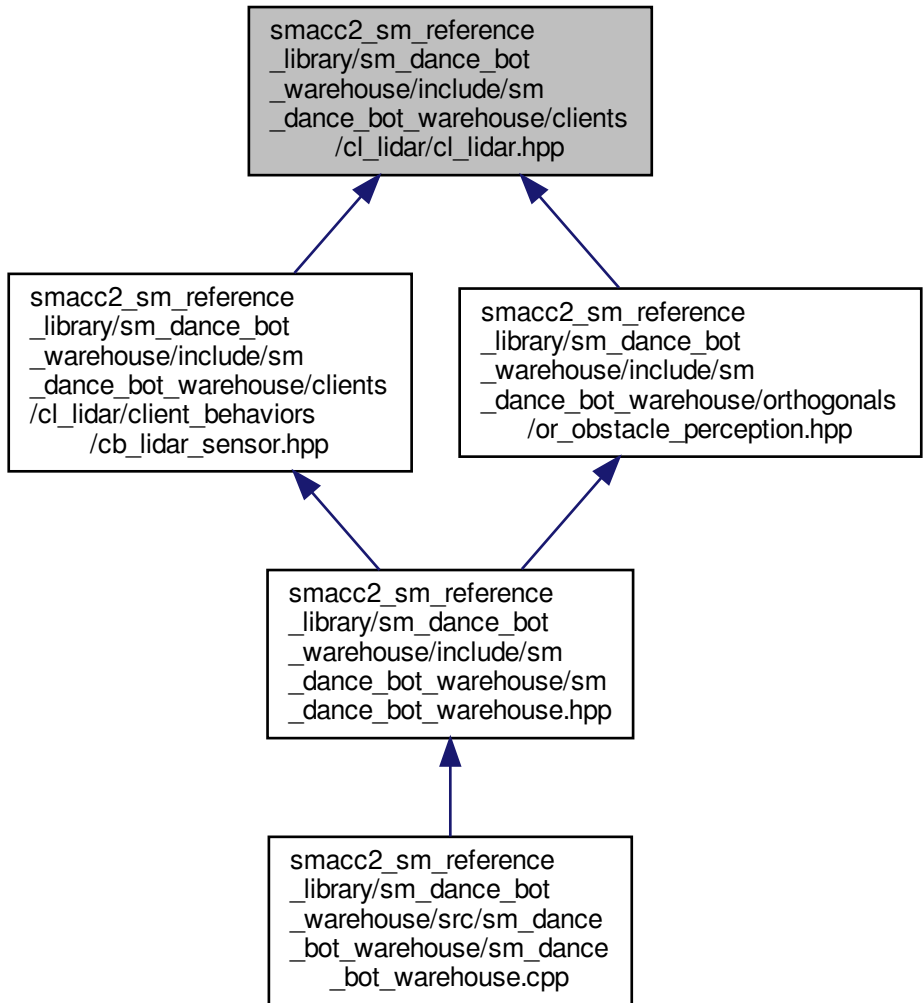 smacc2_sm_reference
_library/sm_dance_bot
_warehouse/include/sm
_dance_bot_warehouse/clients
/cl_lidar/cl_lidar.hpp
smacc2_sm_reference
_library/sm_dance_bot
_warehouse/include/sm
_dance_bot_warehouse/clients
/cl_lidar/client_behaviors
/cb_lidar_sensor.hpp
smacc2_sm_reference
_library/sm_dance_bot
_warehouse/include/sm
_dance_bot_warehouse/orthogonals
/or_obstacle_perception.hpp
smacc2_sm_reference
_library/sm_dance_bot
_warehouse/include/sm
_dance_bot_warehouse/sm
_dance_bot_warehouse.hpp
smacc2_sm_reference
_library/sm_dance_bot
_warehouse/src/sm_dance
_bot_warehouse/sm_dance
_bot_warehouse.cpp